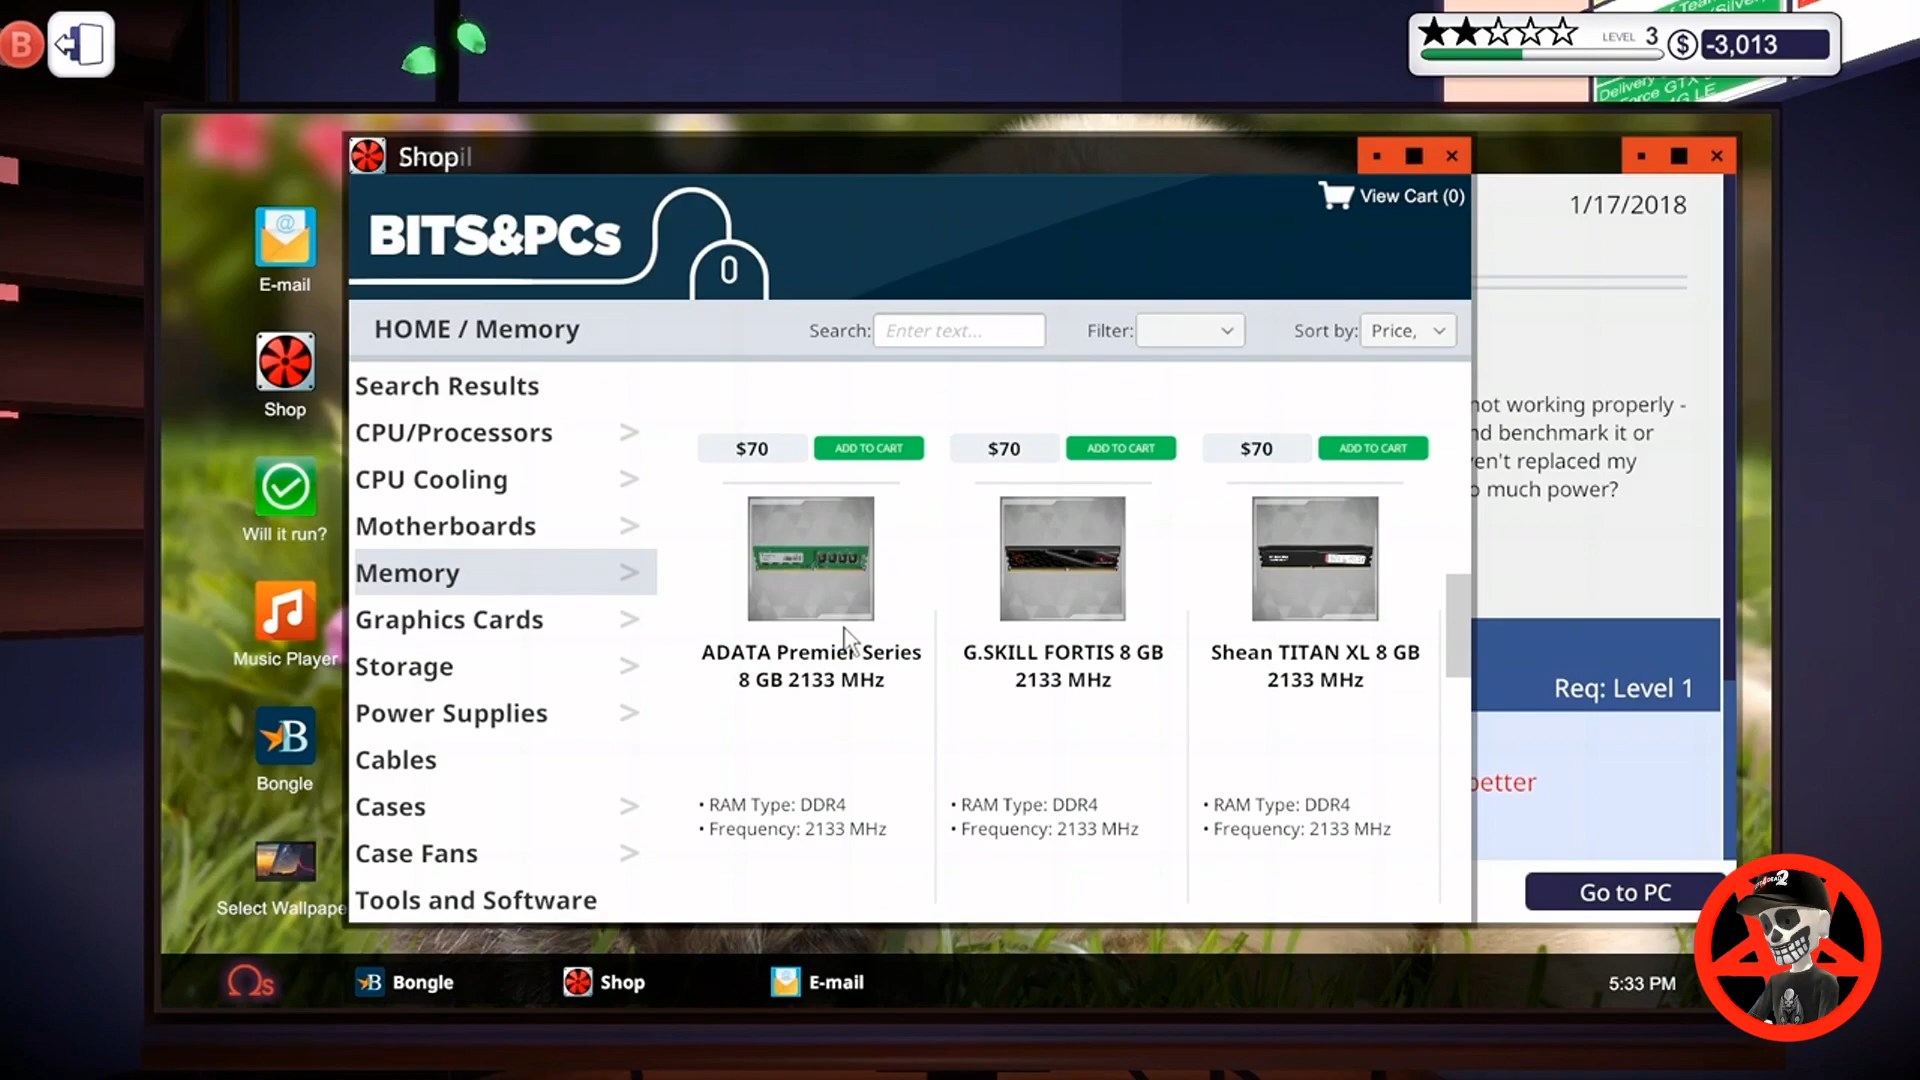 B
LEVEL 3
$ -3,013
Delivery
Force GTX
Shop
View Cart (0)
BITS&PCs
1/17/2018
HOME / Memory
Search: Enter text...
Filter:
Sort by: Price,
E-mail
Shop
Will it run?
Music Player
Bongle
Select Wallpape
Search Results
CPU/Processors >
CPU Cooling >
Motherboards >
Memory >
Graphics Cards >
Storage >
Power Supplies >
Cables
Cases >
Case Fans >
Tools and Software
$70 ADD TO CART
$70 ADD TO CART
$70 ADD TO CART
ADATA Premier Series
8 GB 2133 MHz
• RAM Type: DDR4
• Frequency: 2133 MHz
G.SKILL FORTIS 8 GB
2133 MHz
• RAM Type: DDR4
• Frequency: 2133 MHz
Shean TITAN XL 8 GB
2133 MHz
• RAM Type: DDR4
• Frequency: 2133 MHz
not working properly -
nd benchmark it or
en't replaced my
much power?
Req: Level 1
better
Go to PC
Ωs
Bongle
Shop
E-mail
5:33 PM